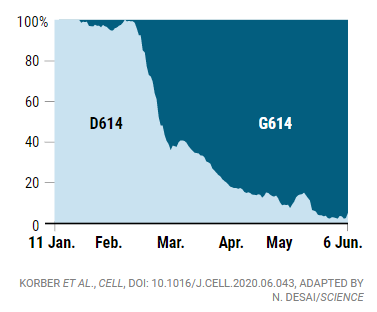 100%
80
60
40
20
0
D614
G614
11 Jan. Feb. Mar. Apr. May 6 Jun.
KORBER ET AL., CELL, DOI: 10.1016/J.CELL.2020.06.043, ADAPTED BY
N. DESAI/SCIENCE